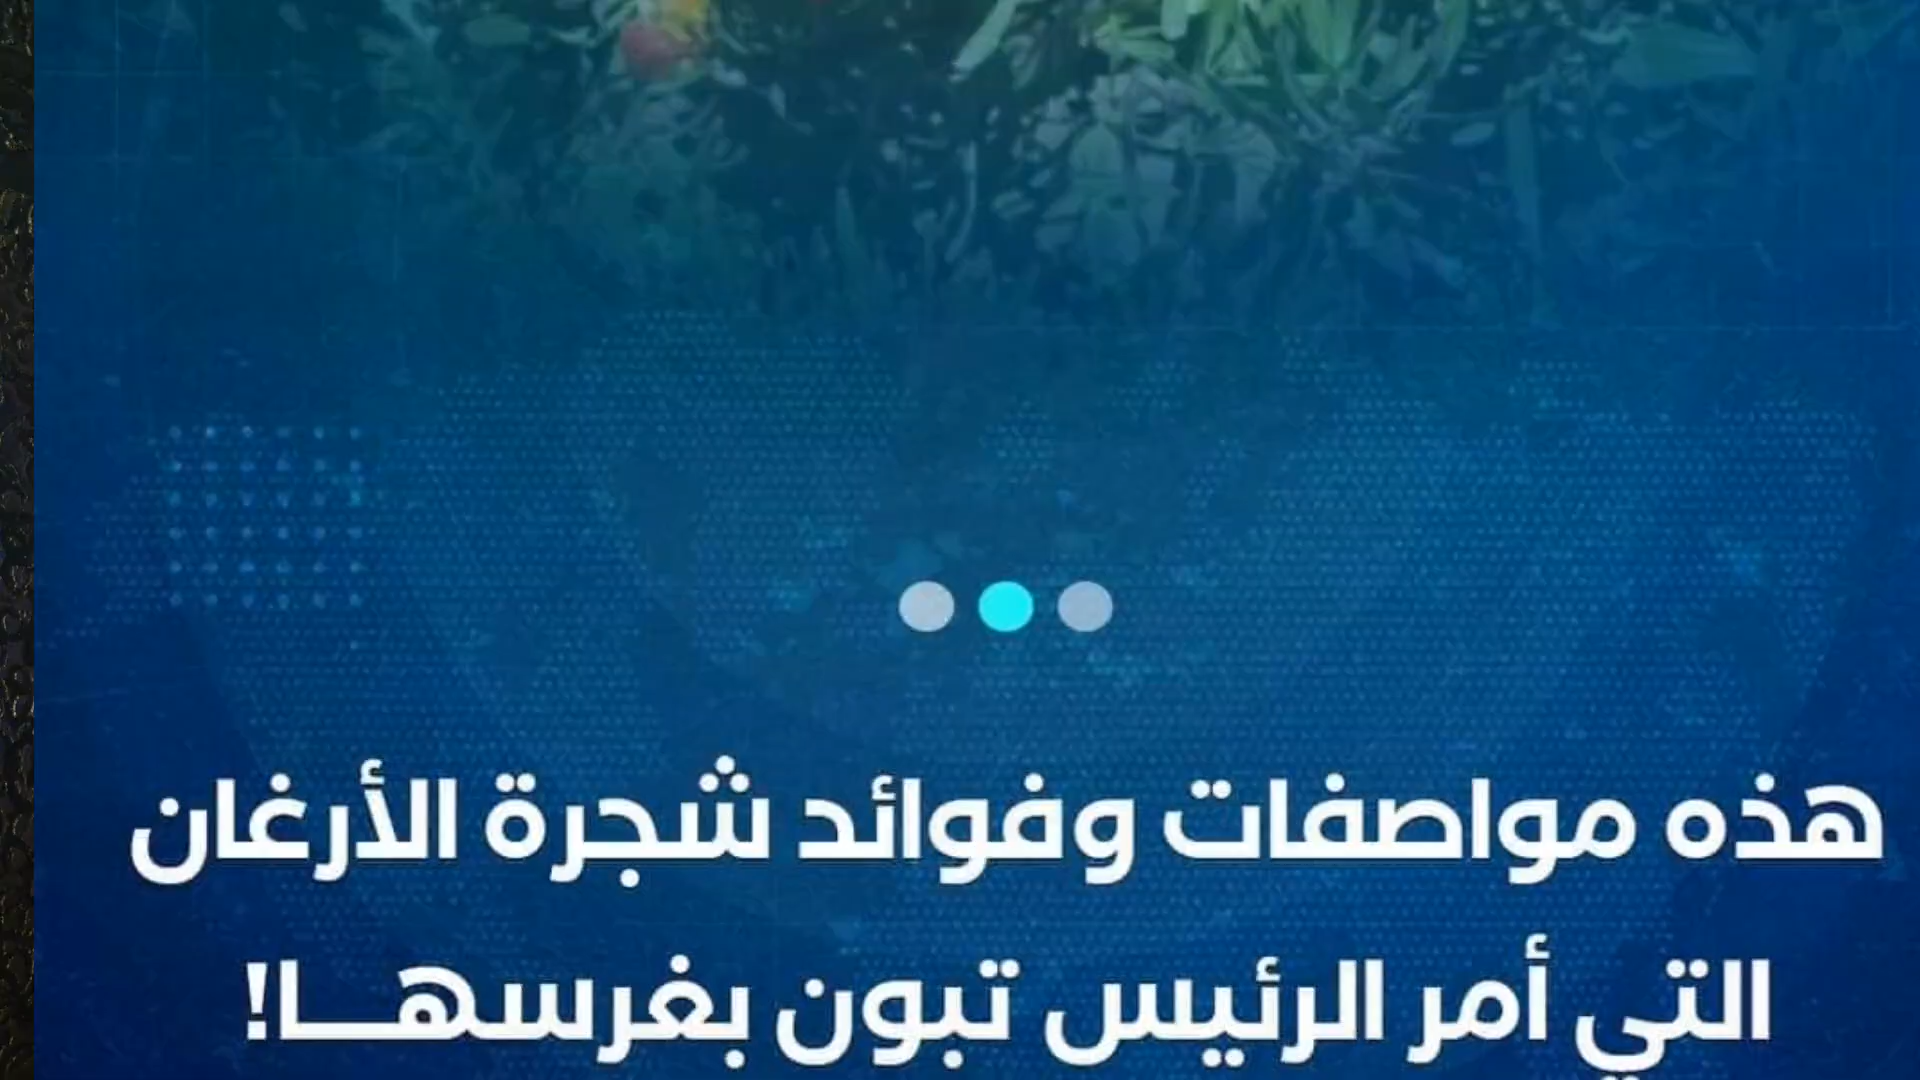 هذه مواصفات وفوائد شجرة الأرغان
التي أمر الرئيس تبون بغرسهـــا!